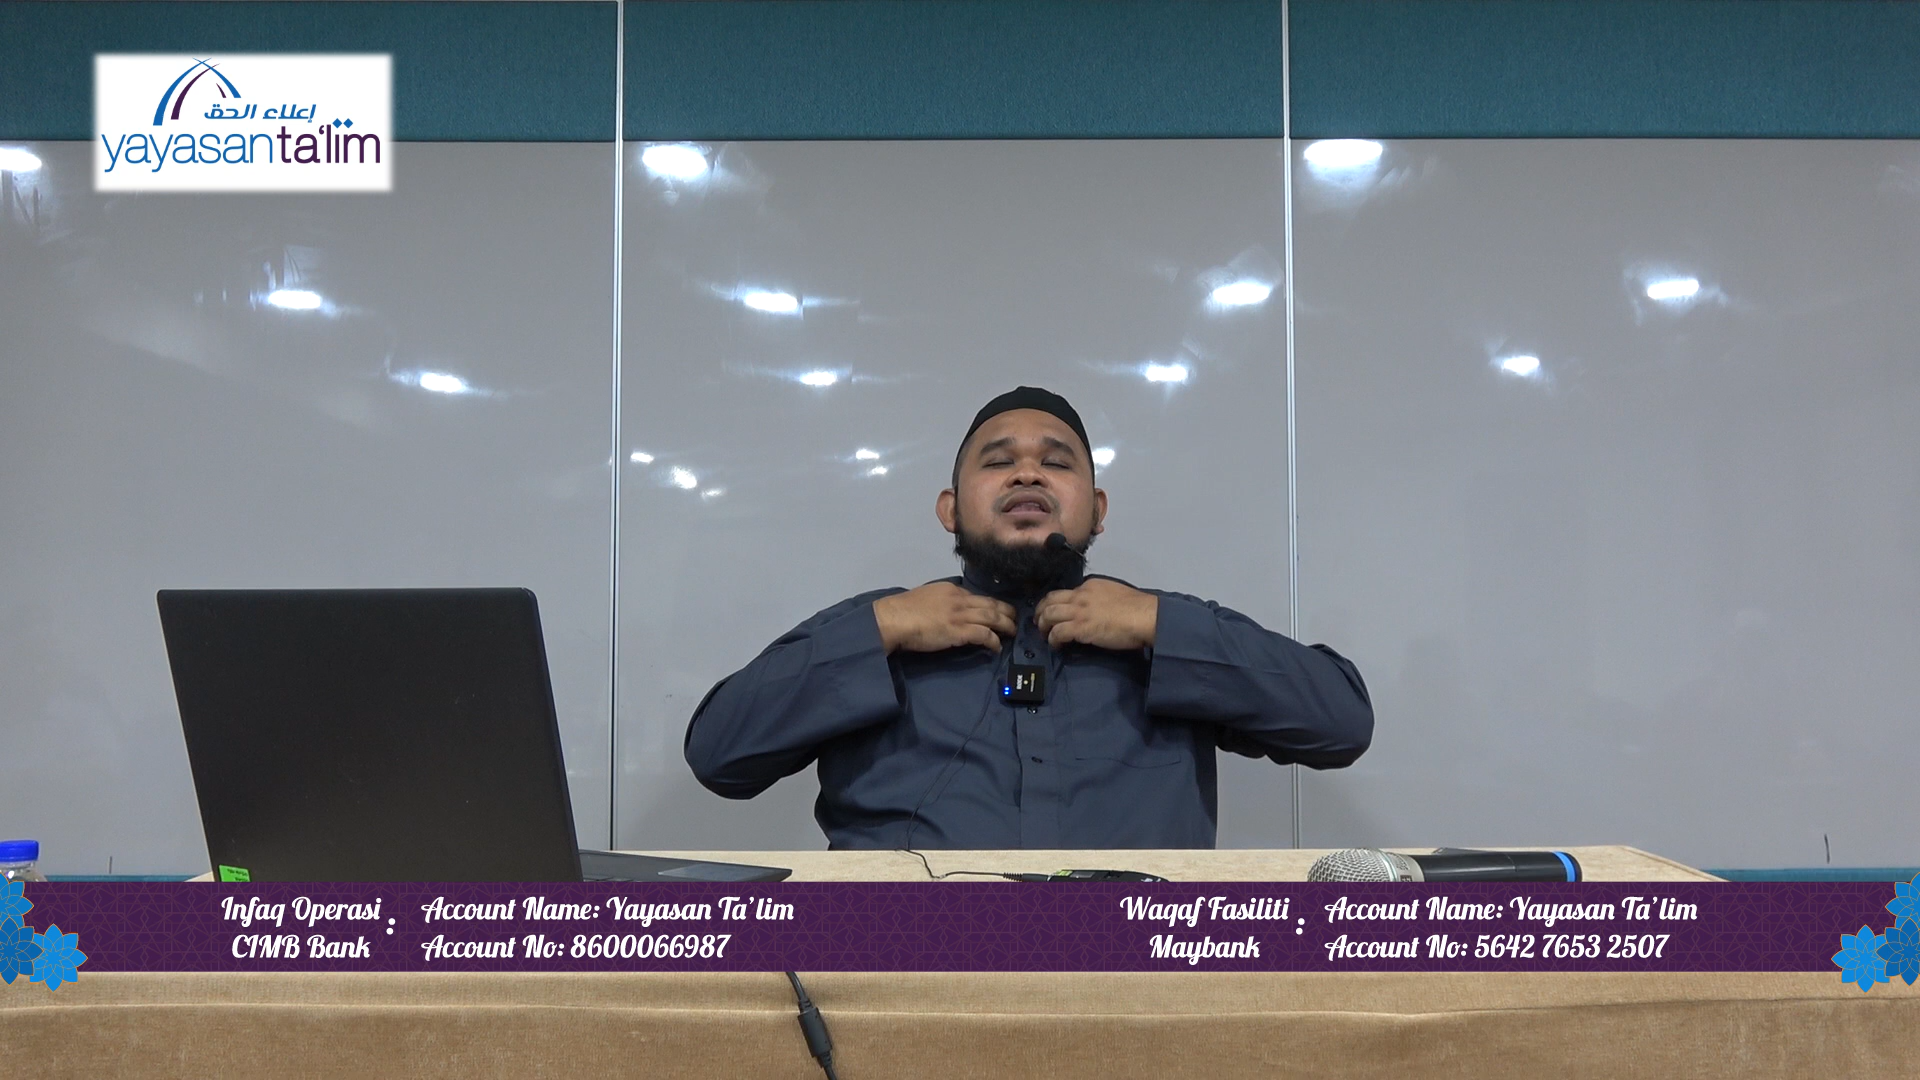 إعلاء الحق
yayasanta'lim
Infaq Operasi
CIMB Bank
:
Account Name: Yayasan Ta'lim
Account No: 8600066987
Waqaf Fasiliti
Maybank
:
Account Name: Yayasan Ta'lim
Account No: 5642 7653 2507